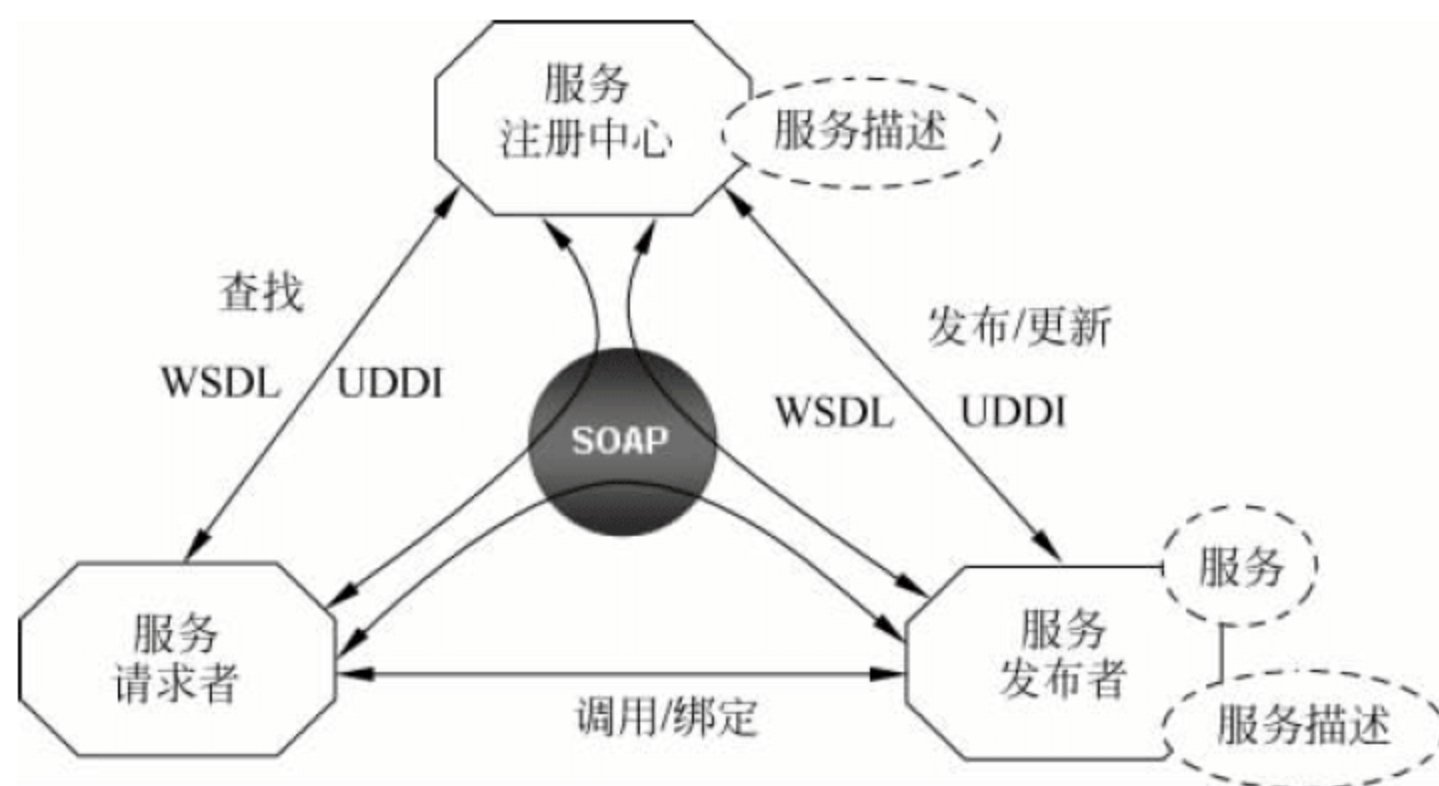 服务
注册中心
服务描述
查找
发布/更新
WSDL UDDI
WSDL UDDI
SOAP
服务
服务
请求者
服务
发布者
调用/绑定
服务描述